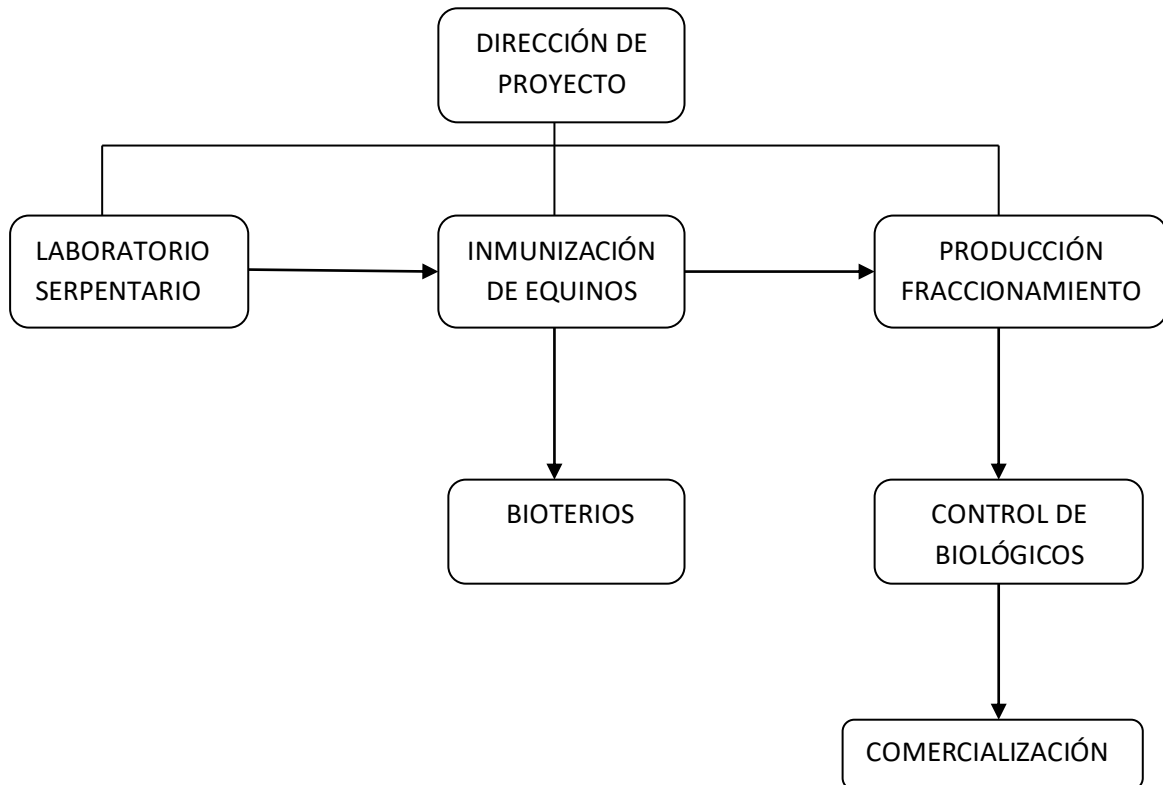 DIRECCIÓN DE
PROYECTO
LABORATORIO
SERPENTARIO
INMUNIZACIÓN
DE EQUINOS
PRODUCCIÓN
FRACCIONAMIENTO
BIOTERIOS
CONTROL DE
BIOLÓGICOS
COMERCIALIZACIÓN